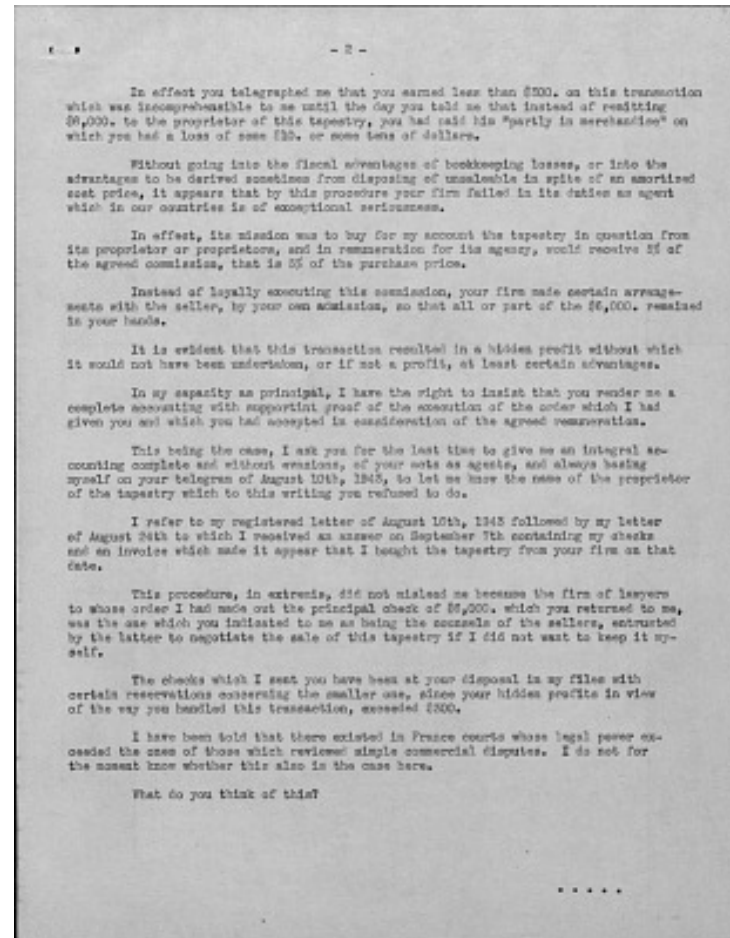 - 2 -
In effect you telegraphed me that you earned less than $300. on this transaction
which was incomprehensible to me until the day you told me that instead of remitting
$6,000. to the proprietor of this tapestry, you had paid him "partly in merchandise" on
which you had a loss of some $10. or some tens of dollars.
Without going into the fiscal advantages of bookkeeping losses, or into the
advantages to be derived sometimes from disposing of unsaleable in spite of an amortized
cost price, it appears that by this procedure your firm failed in its duties as agent
which in our countries is of exceptional seriousness.
In effect, its mission was to buy for my account the tapestry in question from
its proprietor or proprietors, and in remuneration for its agency, would receive 5% of
the agreed commission, that is 5% of the purchase price.
Instead of loyally executing this commission, your firm made certain arrange-
ments with the seller, by your own admission, so that all or part of the $6,000. remained
in your hands.
It is evident that this transaction resulted in a hidden profit without which
it would not have been undertaken, or if not a profit, at least certain advantages.
In my capacity as principal, I have the right to insist that you render me a
complete accounting with supportint proof of the execution of the order which I had
given you and which you had accepted in consideration of the agreed remuneration.
This being the case, I ask you for the last time to give me an integral ac-
counting complete and without evasions, of your acts as agents, and always basing
myself on your telegram of August 10th, 1943, to let me know the name of the proprietor
of the tapestry which to this writing you refused to do.
I refer to my registered letter of August 10th, 1943 followed by my letter
of August 24th to which I received an answer on September 7th containing my checks
and an invoice which made it appear that I bought the tapestry from your firm on that
date.
This procedure, in extremis, did not mislead me because the firm of lawyers
to whose order I had made out the principal check of $6,000. which you returned to me,
was the one which you indicated to me as being the counsels of the sellers, entrusted
by the latter to negotiate the sale of this tapestry if I did not want to keep it my-
self.
The checks which I sent you have been at your disposal in my files with
certain reservations concerning the smaller one, since your hidden profits in view
of the way you handled this transaction, exceeded $300.
I have been told that there existed in France courts whose legal power ex-
ceeded the ones of those which reviewed simple commercial disputes. I do not for
the moment know whether this also is the case here.
What do you think of this?
. . . . .